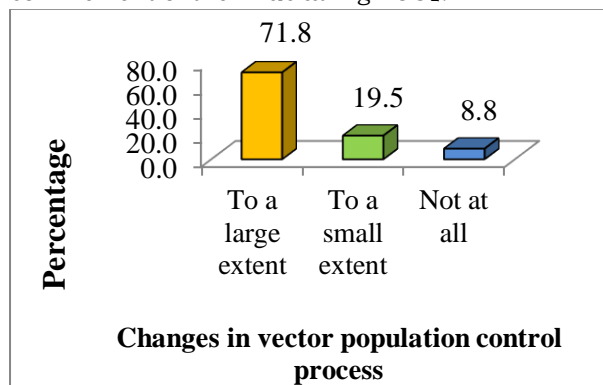 71.8
80.0
60.0
40.0
20.0
0.0
19.5
8.8
To a large extent
To a small extent
Not at all
Percentage
Changes in vector population control
process